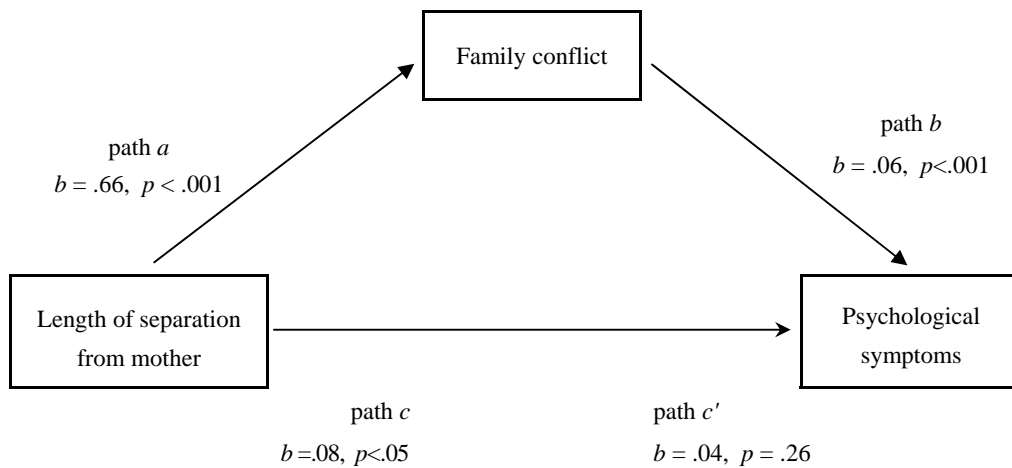 Family conflict
path a
b = .66, p < .001
path b
b = .06, p<.001
Length of separation
from mother
Psychological
symptoms
path c
b =.08, p<.05
path c'
b = .04, p = .26